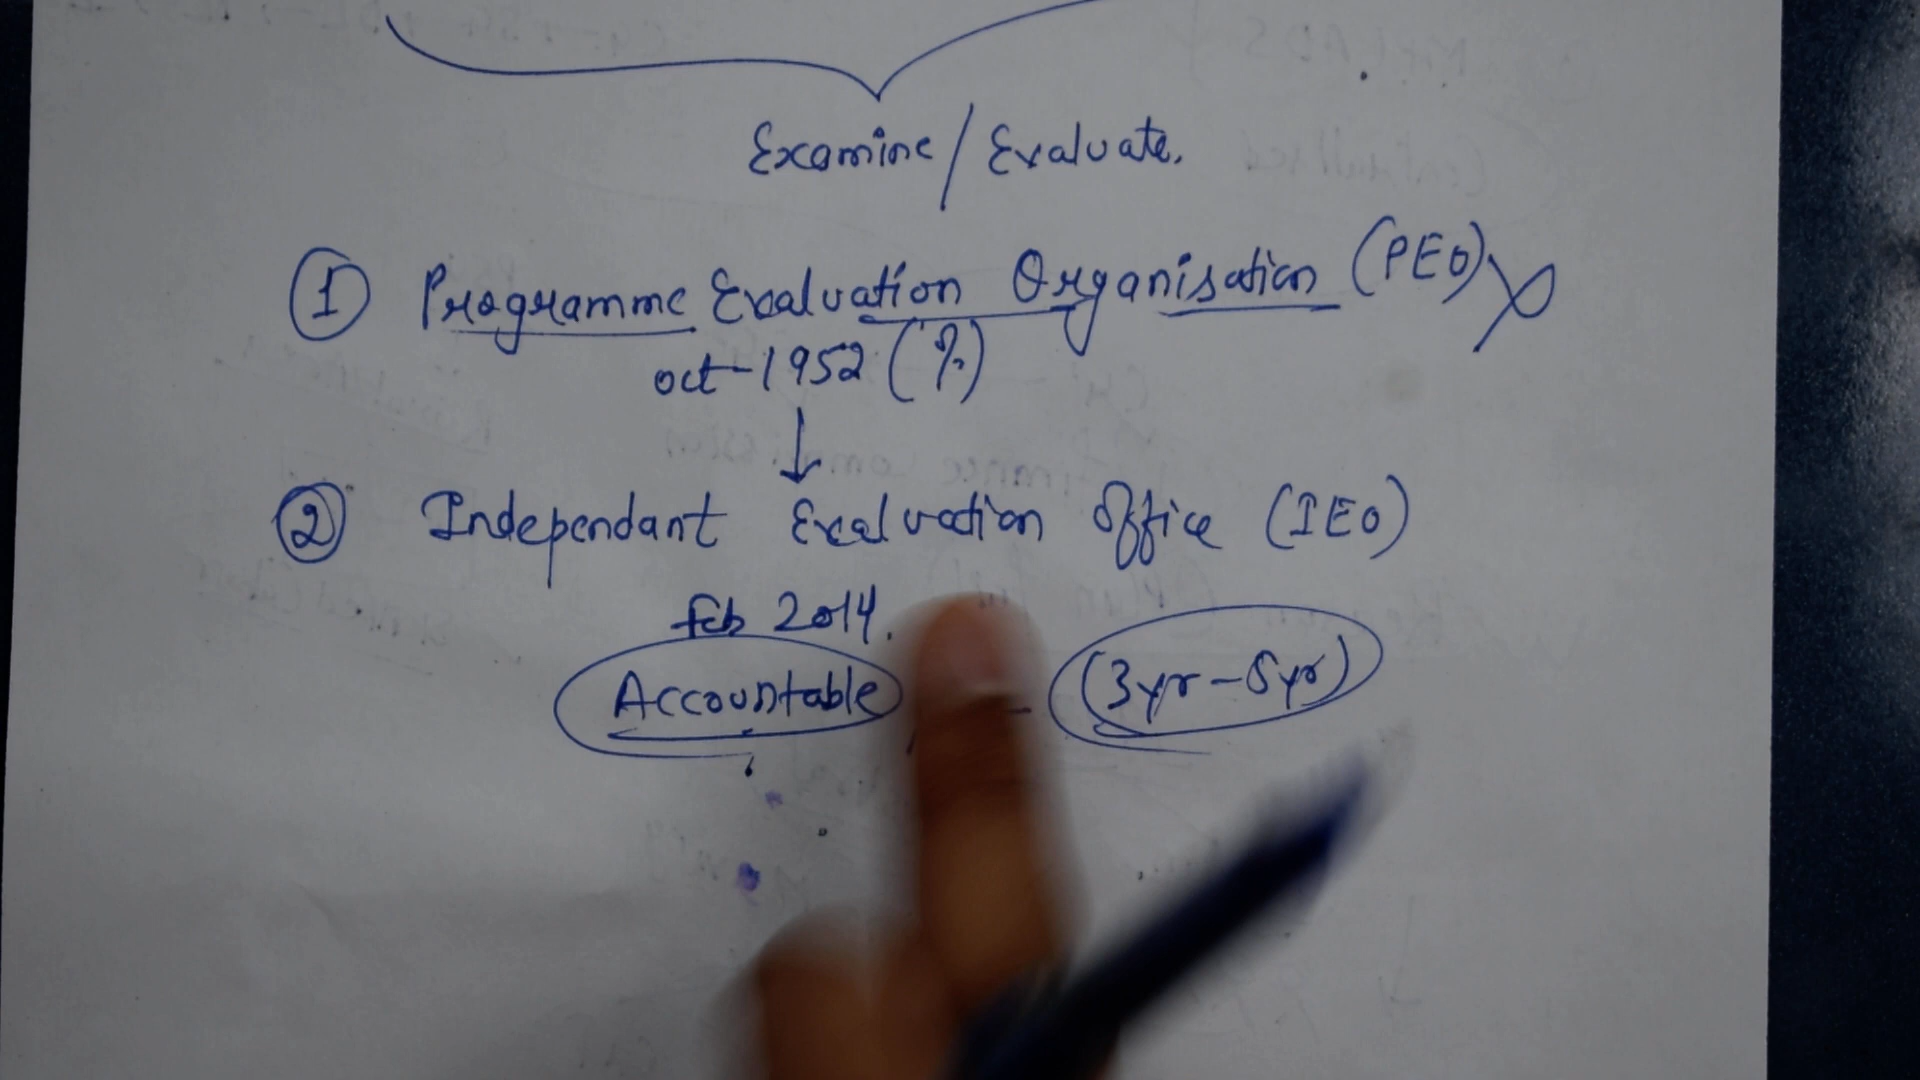 Examine / Evaluate.
① Programme Evaluation Organisation (PEO)
oct-1952 (%)
↓
② Independant Evaluation Office (IEO)
feb 2014.
Accountable - (3yr-5yr)